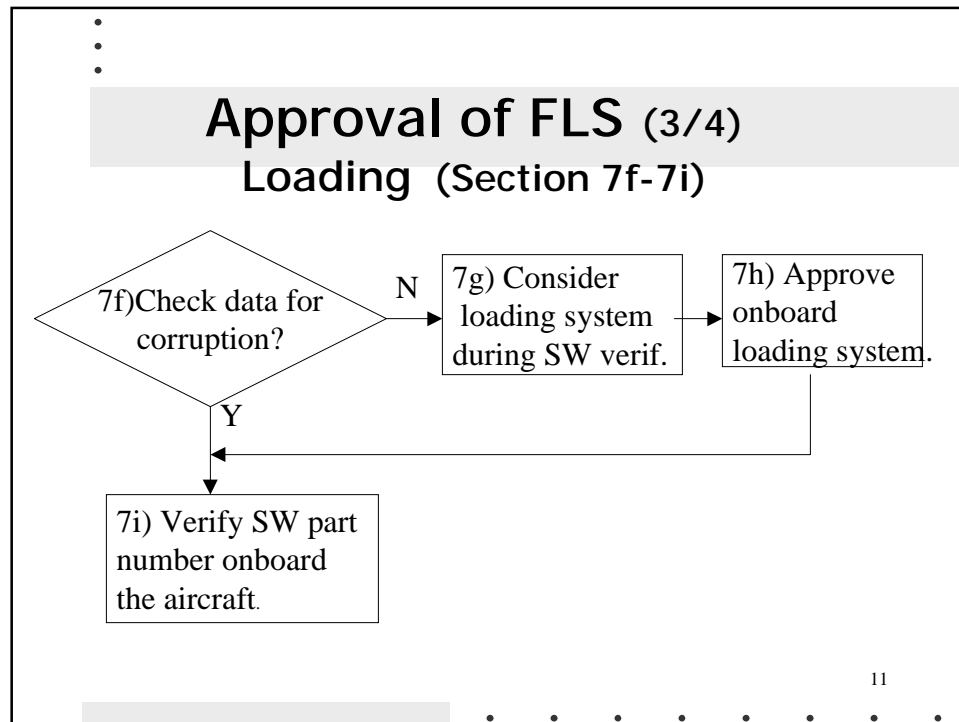 Approval of FLS (3/4)
Loading (Section 7f-7i)
7f)Check data for
corruption?
N
7g) Consider
loading system
during SW verif.
7h) Approve
onboard
loading system.
Y
7i) Verify SW part
number onboard
the aircraft.
11